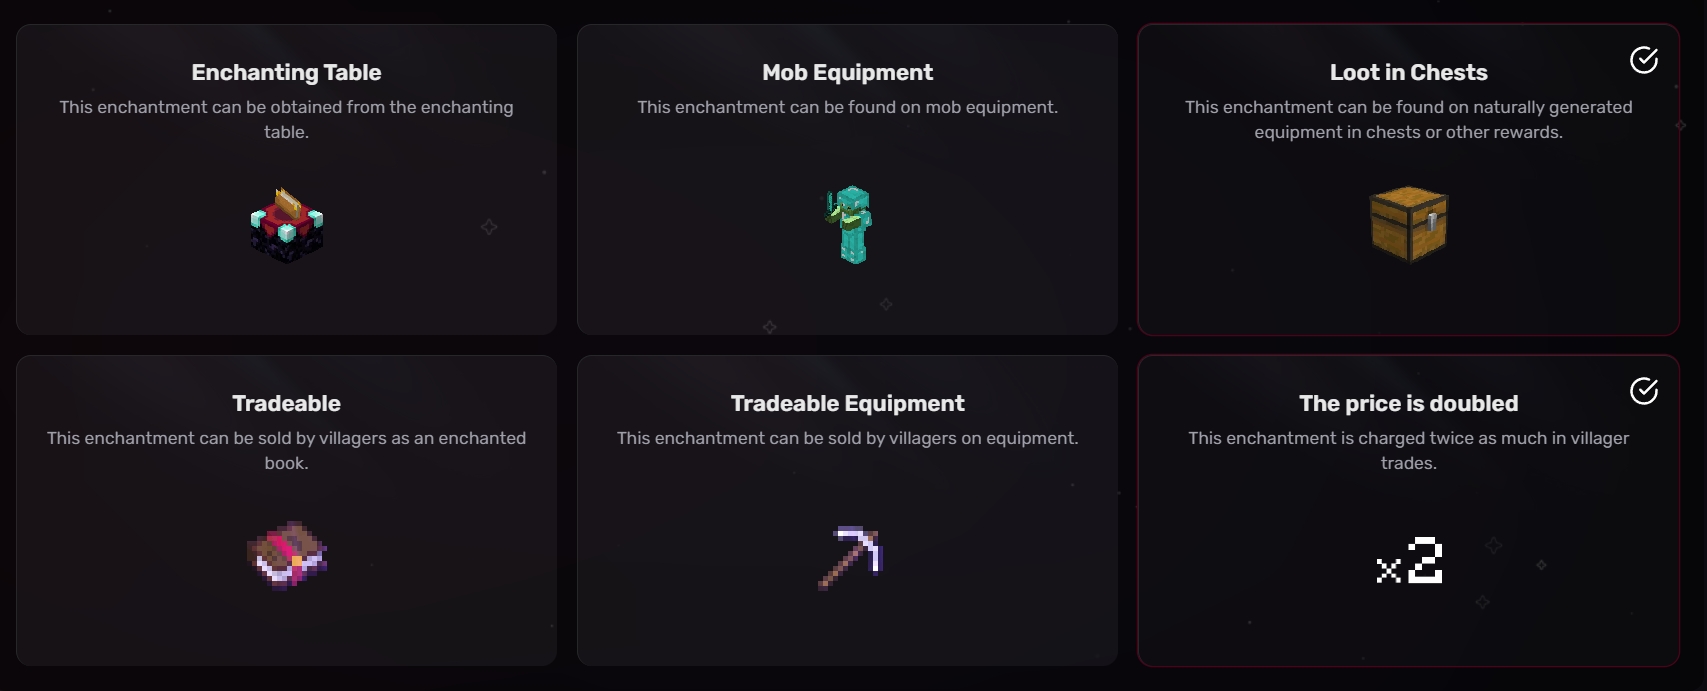 Enchanting Table
This enchantment can be obtained from the enchanting
table.
Mob Equipment
This enchantment can be found on mob equipment.
Loot in Chests
This enchantment can be found on naturally generated
equipment in chests or other rewards.
Tradeable
This enchantment can be sold by villagers as an enchanted
book.
Tradeable Equipment
This enchantment can be sold by villagers on equipment.
The price is doubled
This enchantment is charged twice as much in villager
trades.
x2